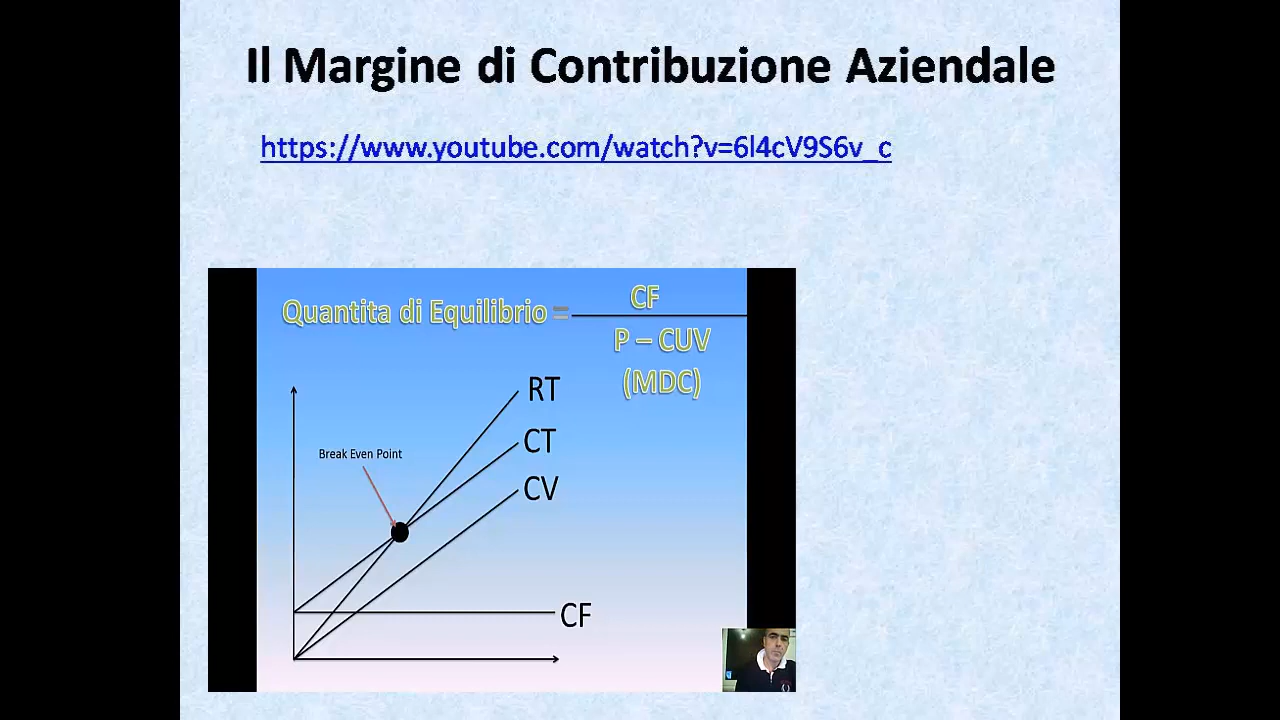 Il Margine di Contribuzione Aziendale
https://www.youtube.com/watch?v=6l4cV9S6v_c
Quantita di Equilibrio =
CF
P – CUV
(MDC)
RT
CT
Break Even Point
CV
CF